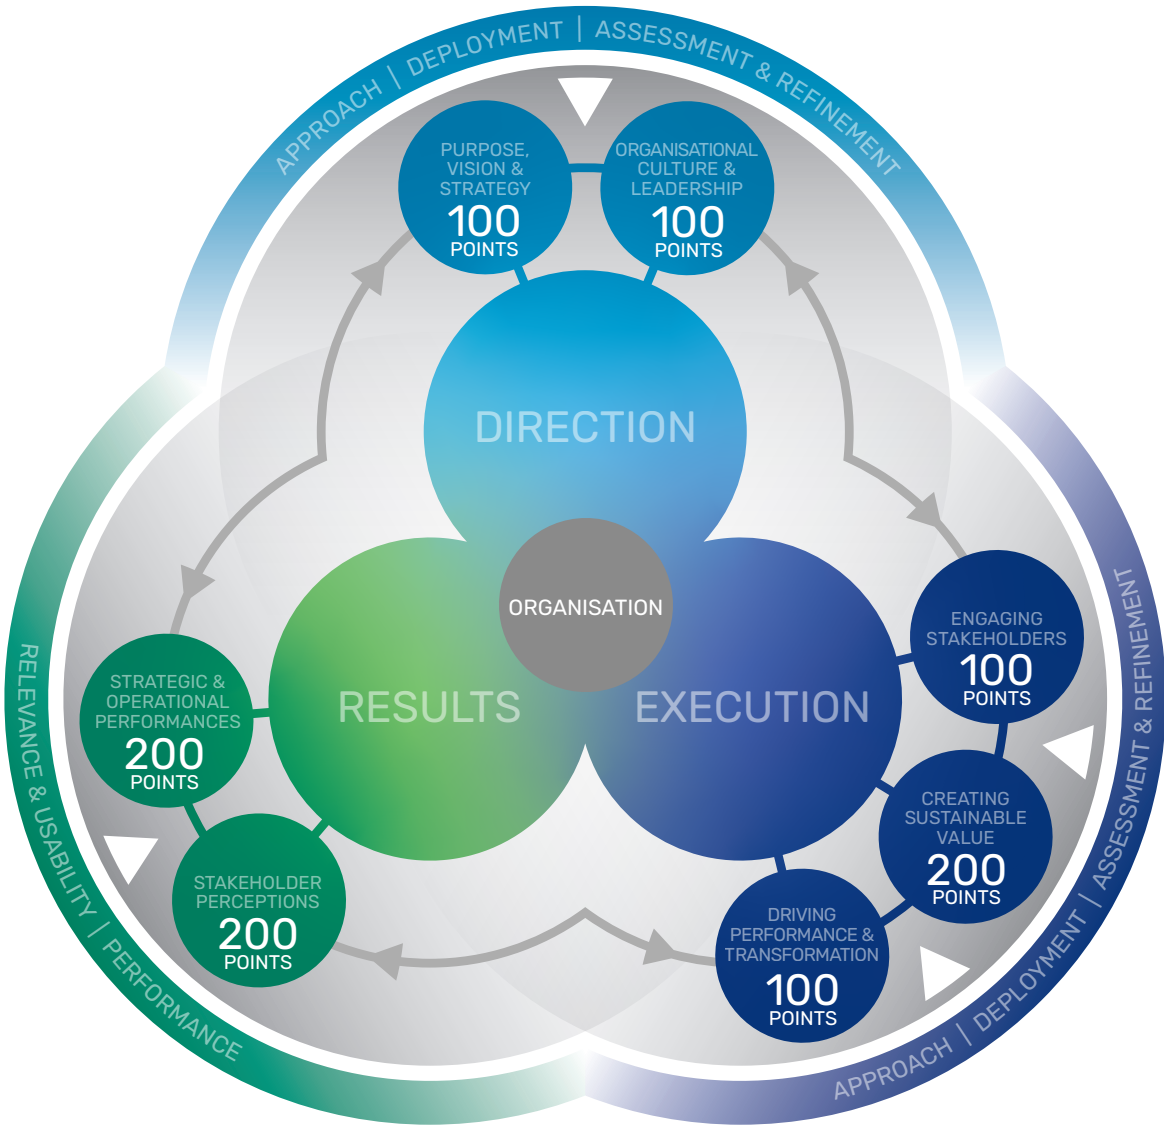 APPROACH | DEPLOYMENT | ASSESSMENT & REFINEMENT
PURPOSE,
VISION &
STRATEGY
100
POINTS
ORGANISATIONAL
CULTURE &
LEADERSHIP
100
POINTS
DIRECTION
ORGANISATION
RESULTS
EXECUTION
ENGAGING
STAKEHOLDERS
100
POINTS
CREATING
SUSTAINABLE
VALUE
200
POINTS
DRIVING
PERFORMANCE &
TRANSFORMATION
100
POINTS
APPROACH | DEPLOYMENT | ASSESSMENT & REFINEMENT
STRATEGIC &
OPERATIONAL
PERFORMANCES
200
POINTS
STAKEHOLDER
PERCEPTIONS
200
POINTS
RELEVANCE & USABILITY | PERFORMANCE